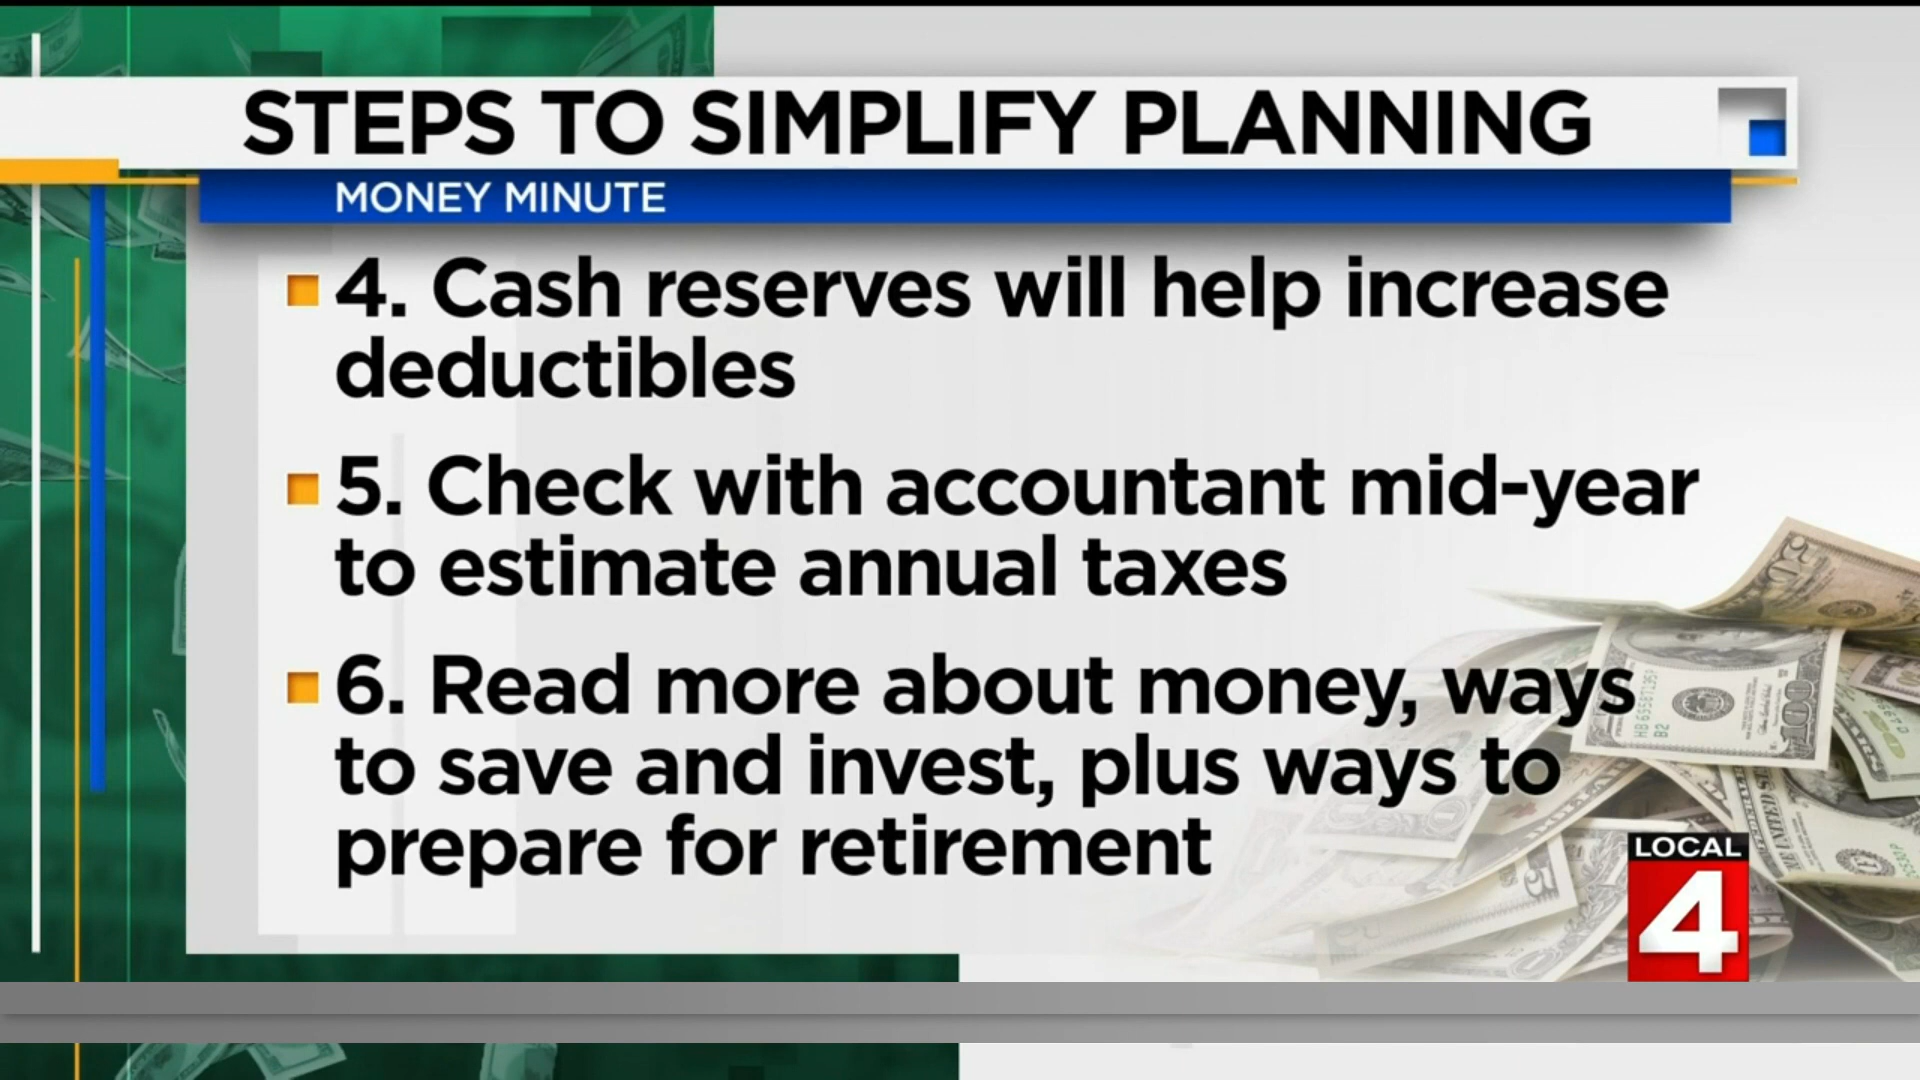 STEPS TO SIMPLIFY PLANNING
MONEY MINUTE
4. Cash reserves will help increase
deductibles
5. Check with accountant mid-year
to estimate annual taxes
6. Read more about money, ways
to save and invest, plus ways to
prepare for retirement
LOCAL
4
100